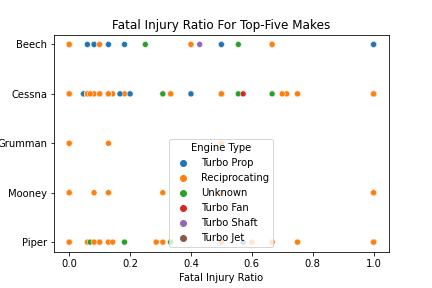 Fatal Injury Ratio For Top-Five Makes
Beech
Cessna
Grumman
Mooney
Piper
Engine Type
Turbo Prop
Reciprocating
Unknown
Turbo Fan
Turbo Shaft
Turbo Jet
0.0 0.2 0.4 0.6 0.8 1.0
Fatal Injury Ratio